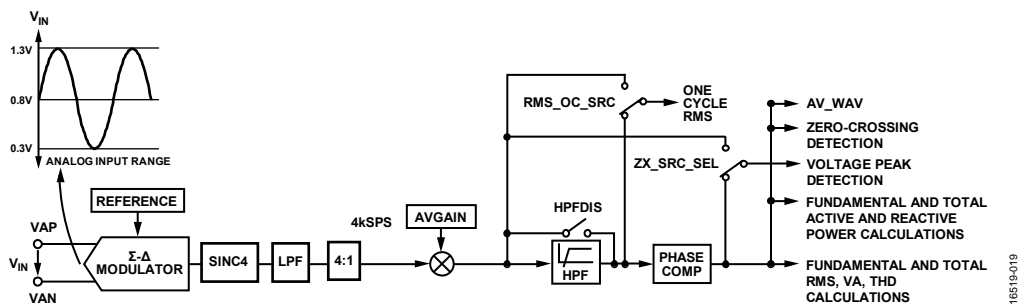 VIN
1.3V
0.8V
0.3V
ANALOG INPUT RANGE
REFERENCE
VAP
VIN
VAN
Σ-Δ
MODULATOR
SINC4
LPF
4:1
4kSPS
AVGAIN
RMS_OC_SRC
ONE
CYCLE
RMS
ZX_SRC_SEL
HPFDIS
HPF
PHASE
COMP
AV_WAV
ZERO-CROSSING
DETECTION
VOLTAGE PEAK
DETECTION
FUNDAMENTAL AND TOTAL
ACTIVE AND REACTIVE
POWER CALCULATIONS
FUNDAMENTAL AND TOTAL
RMS, VA, THD
CALCULATIONS
16519-019